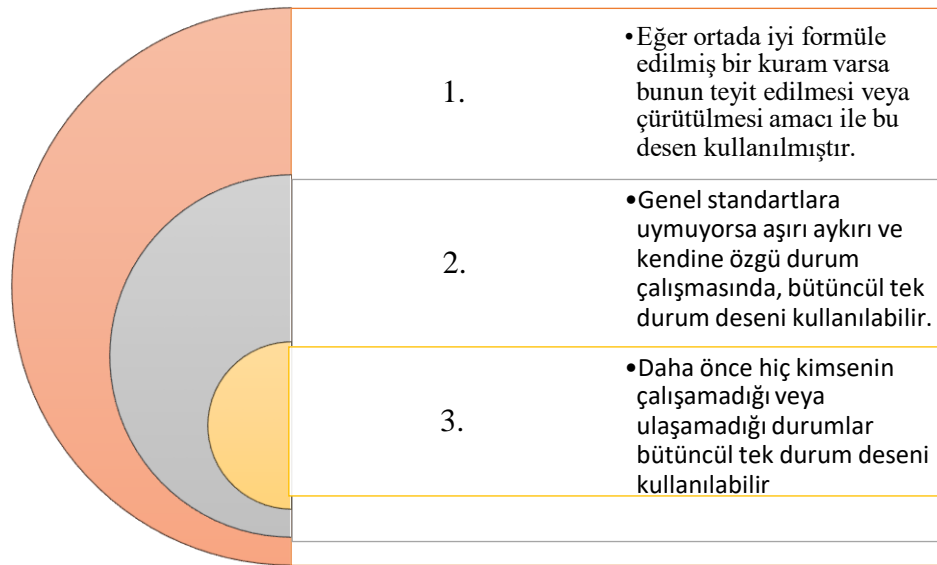 1.
•Eğer ortada iyi formüle
edilmiş bir kuram varsa
bunun teyit edilmesi veya
çürütülmesi amacı ile bu
desen kullanılmıştır.
2.
•Genel standartlara
uymuyorsa aşırı aykırı ve
kendine özgü durum
çalışmasında, bütüncül tek
durum deseni kullanılabilir.
3.
•Daha önce hiç kimsenin
çalışamadığı veya
ulaşamadığı durumlar
bütüncül tek durum deseni
kullanılabilir